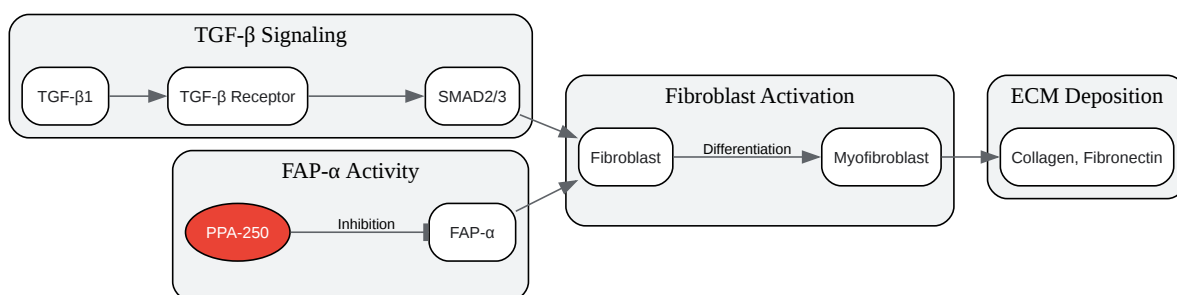 TGF-β Signaling
TGF-β1
TGF-β Receptor
SMAD2/3
FAP-α Activity
PPA-250
Inhibition
FAP-α
Fibroblast Activation
Fibroblast
Differentiation
Myofibroblast
ECM Deposition
Collagen, Fibronectin